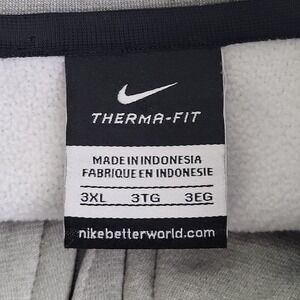 THERMA-FIT
MADE IN INDONESIA
FABRIQUE EN INDONESIE
3XL 3TG 3EG
nikebetterworld.com